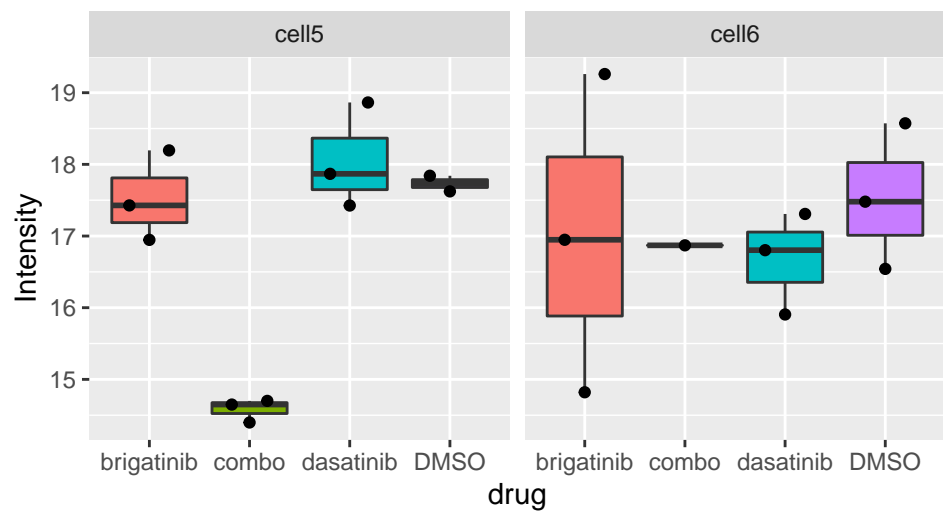 cell5 cell6
Intensity
19
18
17
16
15
brigatinib combo dasatinib DMSO brigatinib combo dasatinib DMSO
drug